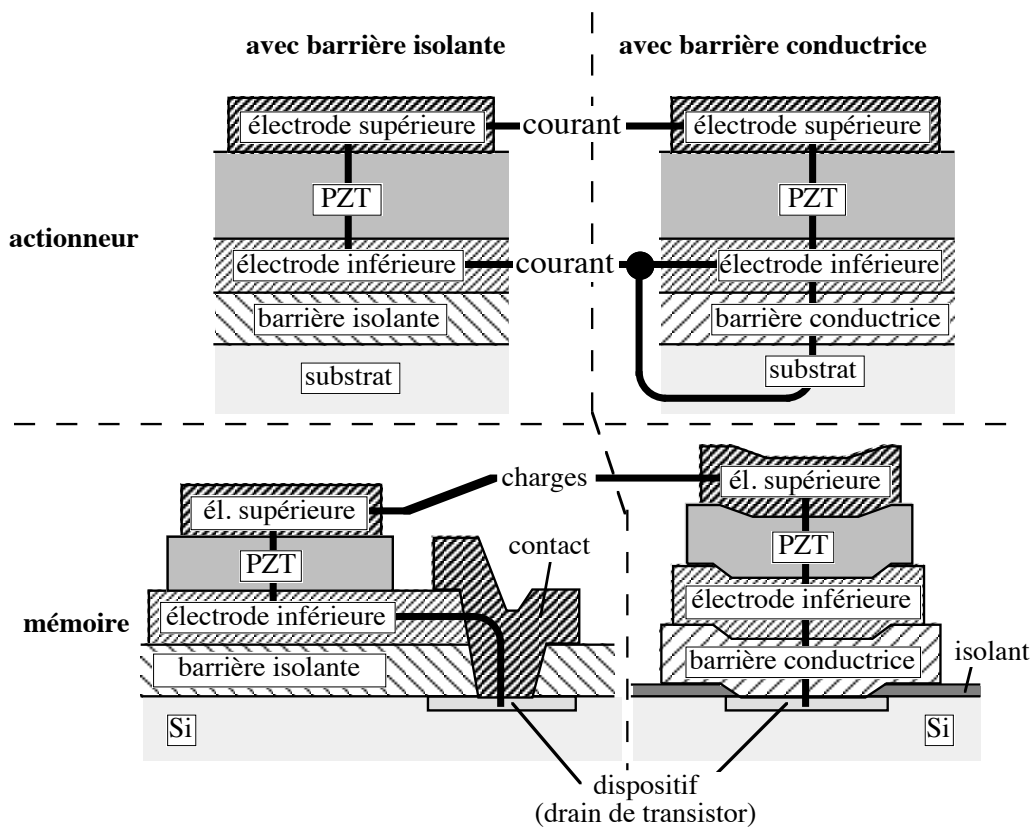 avec barrière isolante
avec barrière conductrice
actionneur
électrode supérieure
courant
électrode supérieure
PZT
PZT
électrode inférieure
courant
électrode inférieure
barrière isolante
barrière conductrice
substrat
substrat
mémoire
él. supérieure
charges
él. supérieure
PZT
contact
PZT
électrode inférieure
électrode inférieure
barrière isolante
barrière conductrice
isolant
Si
Si
dispositif
(drain de transistor)